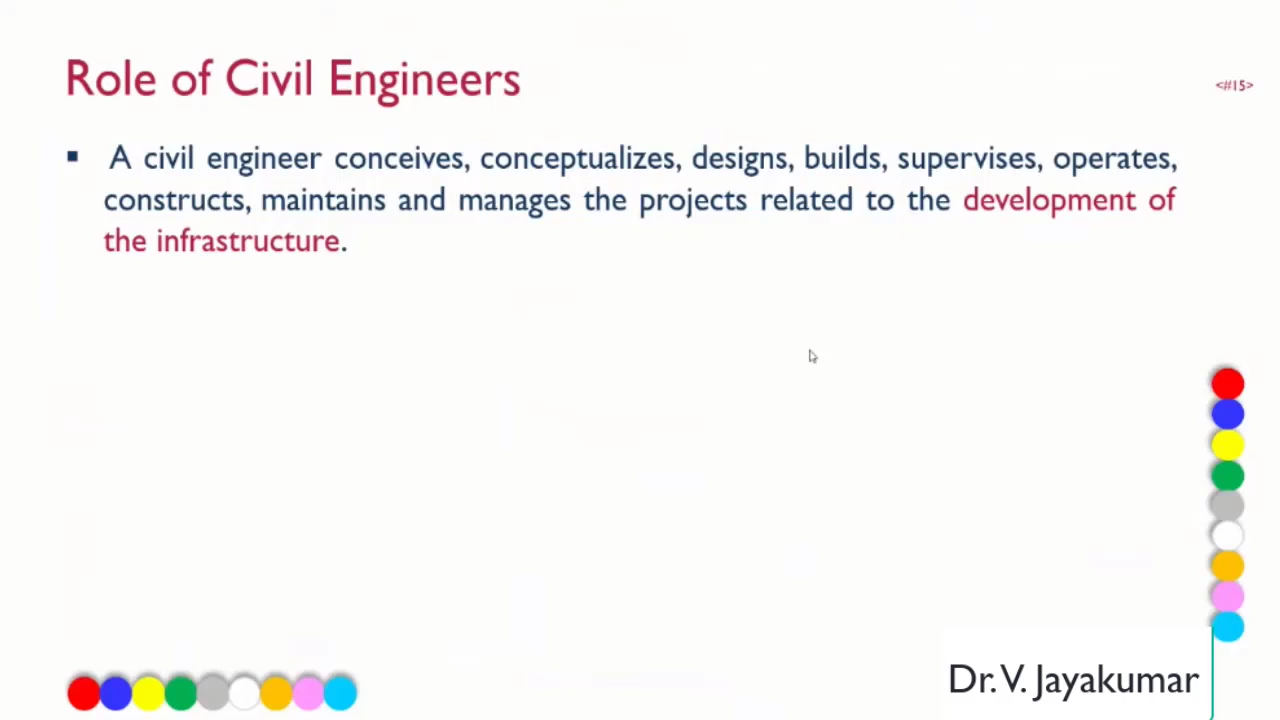 Role of Civil Engineers
<#15>
▪ A civil engineer conceives, conceptualizes, designs, builds, supervises, operates,
constructs, maintains and manages the projects related to the development of
the infrastructure.
Dr. V. Jayakumar